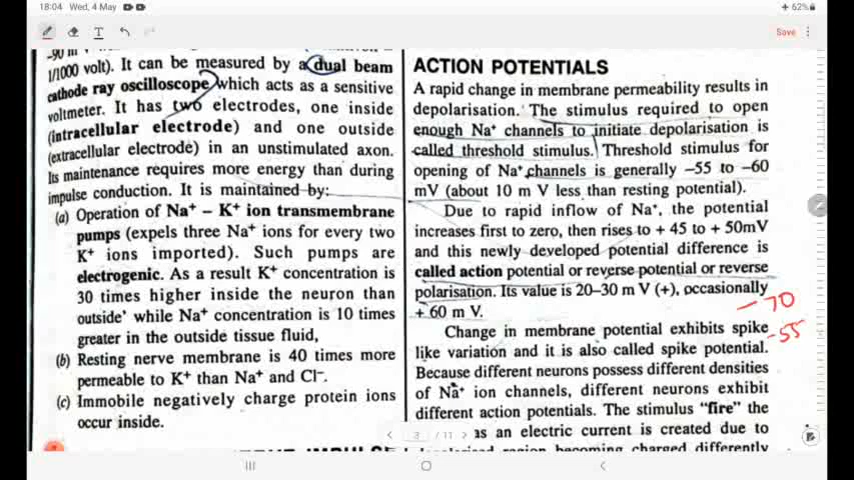 18:04 Wed, 4 May
62%
Save
-90 m V
1/1000 volt). It can be measured by a dual beam
cathode ray oscilloscope which acts as a sensitive
voltmeter. It has two electrodes, one inside
(intracellular electrode) and one outside
(extracellular electrode) in an unstimulated axon.
Its maintenance requires more energy than during
impulse conduction. It is maintained by:
(a) Operation of Na⁺ – K⁺ ion transmembrane
pumps (expels three Na⁺ ions for every two
K⁺ ions imported). Such pumps are
electrogenic. As a result K⁺ concentration is
30 times higher inside the neuron than
outside while Na⁺ concentration is 10 times
greater in the outside tissue fluid,
(b) Resting nerve membrane is 40 times more
permeable to K⁺ than Na⁺ and Cl⁻.
(c) Immobile negatively charge protein ions
occur inside.
ACTION POTENTIALS
A rapid change in membrane permeability results in
depolarisation. The stimulus required to open
enough Na⁺ channels to initiate depolarisation is
called threshold stimulus. Threshold stimulus for
opening of Na⁺ channels is generally –55 to –60
mV (about 10 m V less than resting potential).
Due to rapid inflow of Na⁺, the potential
increases first to zero, then rises to + 45 to + 50mV
and this newly developed potential difference is
called action potential or reverse potential or reverse
polarisation. Its value is 20–30 m V (+), occasionally
+ 60 m V.
-70
Change in membrane potential exhibits spike
-55
like variation and it is also called spike potential.
Because different neurons possess different densities
of Na⁺ ion channels, different neurons exhibit
different action potentials. The stimulus "fire" the
as an electric current is created due to
region becoming charged differently
3 / 11